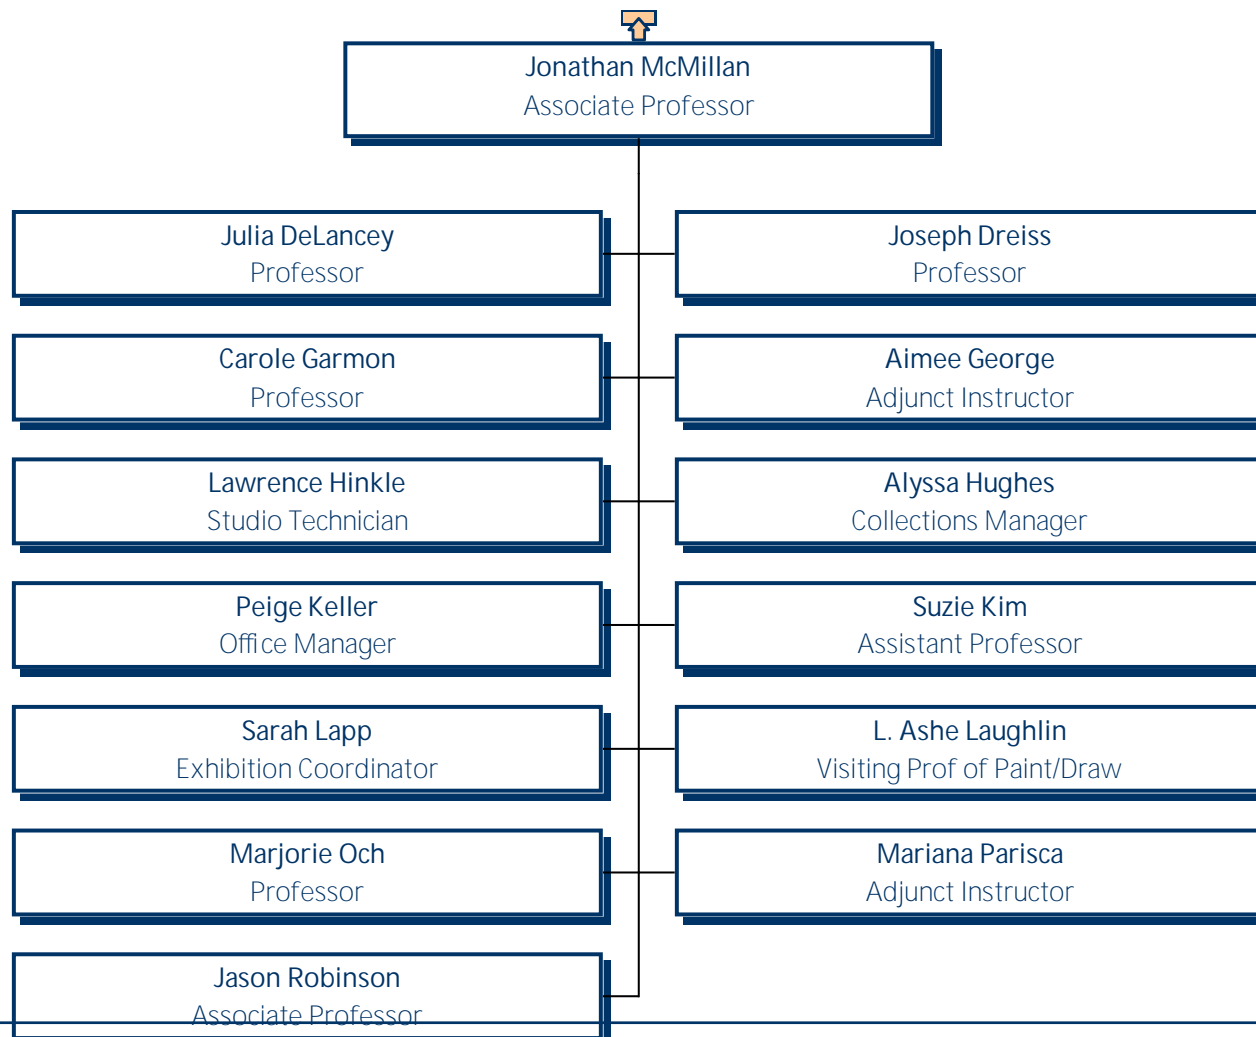 Jonathan McMillan
Associate Professor
Julia DeLancey
Professor
Joseph Dreiss
Professor
Carole Garmon
Professor
Aimee George
Adjunct Instructor
Lawrence Hinkle
Studio Technician
Alyssa Hughes
Collections Manager
Peige Keller
Office Manager
Suzie Kim
Assistant Professor
Sarah Lapp
Exhibition Coordinator
L. Ashe Laughlin
Visiting Prof of Paint/Draw
Marjorie Och
Professor
Mariana Parisca
Adjunct Instructor
Jason Robinson
Associate Professor